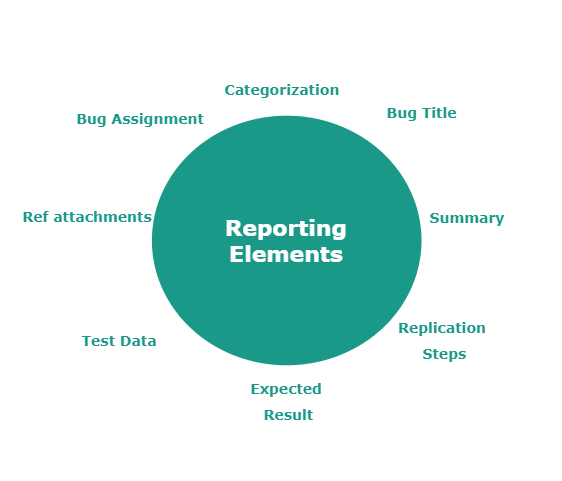 Categorization
Bug Title
Bug Assignment
Ref attachments
Summary
Reporting
Elements
Replication
Steps
Test Data
Expected
Result